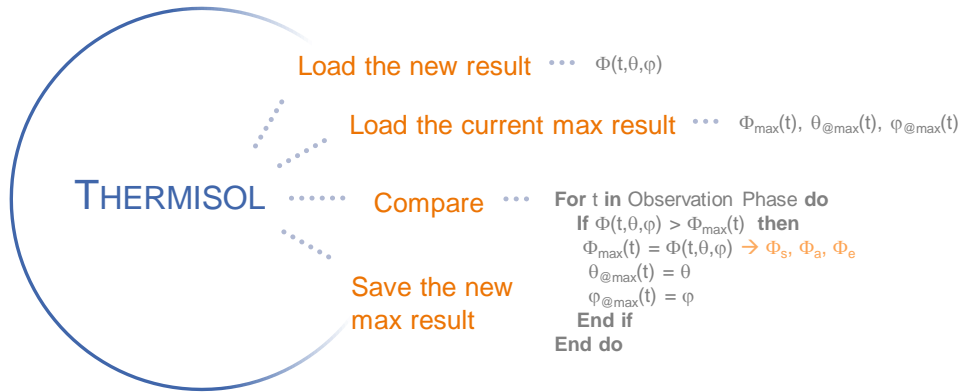 Load the new result ··· Φ(t,θ,φ)
Load the current max result ··· Φmax(t), θ@max(t), φ@max(t)
THERMISOL
Compare ···
For t in Observation Phase do
If Φ(t,θ,φ) > Φmax(t) then
Φmax(t) = Φ(t,θ,φ) → Φs, Φa, Φe
θ@max(t) = θ
φ@max(t) = φ
End if
End do
Save the new
max result